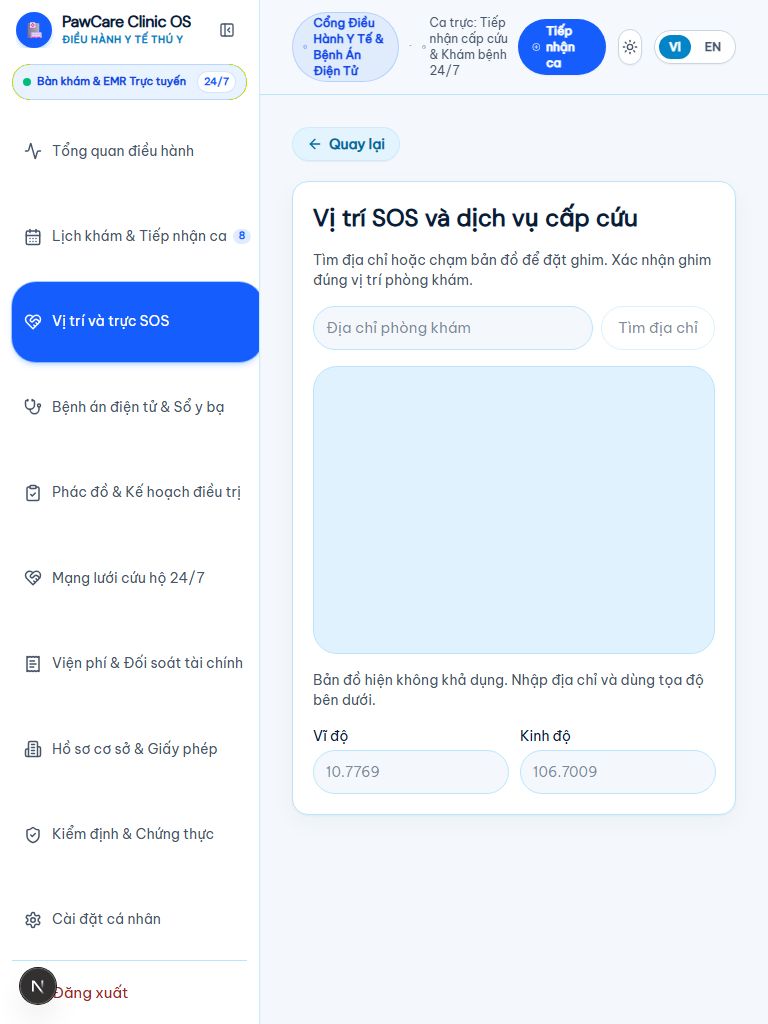 PawCare Clinic OS
ĐIỀU HÀNH Y TẾ THÚ Y
Bàn khám & EMR Trực tuyến
24/7
Tổng quan điều hành
Lịch khám & Tiếp nhận ca
8
Vị trí và trực SOS
Bệnh án điện tử & Sổ y bạ
Phác đồ & Kế hoạch điều trị
Mạng lưới cứu hộ 24/7
Viện phí & Đối soát tài chính
Hồ sơ cơ sở & Giấy phép
Kiểm định & Chứng thực
Cài đặt cá nhân
N
Đăng xuất
Cổng Điều
Hành Y Tế &
Bệnh Án
Điện Tử
·
Ca trực: Tiếp
nhận cấp cứu
& Khám bệnh
24/7
Tiếp
nhận
ca
VI
EN
Quay lại
Vị trí SOS và dịch vụ cấp cứu
Tìm địa chỉ hoặc chạm bản đồ để đặt ghim. Xác nhận ghim
đúng vị trí phòng khám.
Địa chỉ phòng khám
Tìm địa chỉ
Bản đồ hiện không khả dụng. Nhập địa chỉ và dùng tọa độ
bên dưới.
Vĩ độ
Kinh độ
10.7769
106.7009